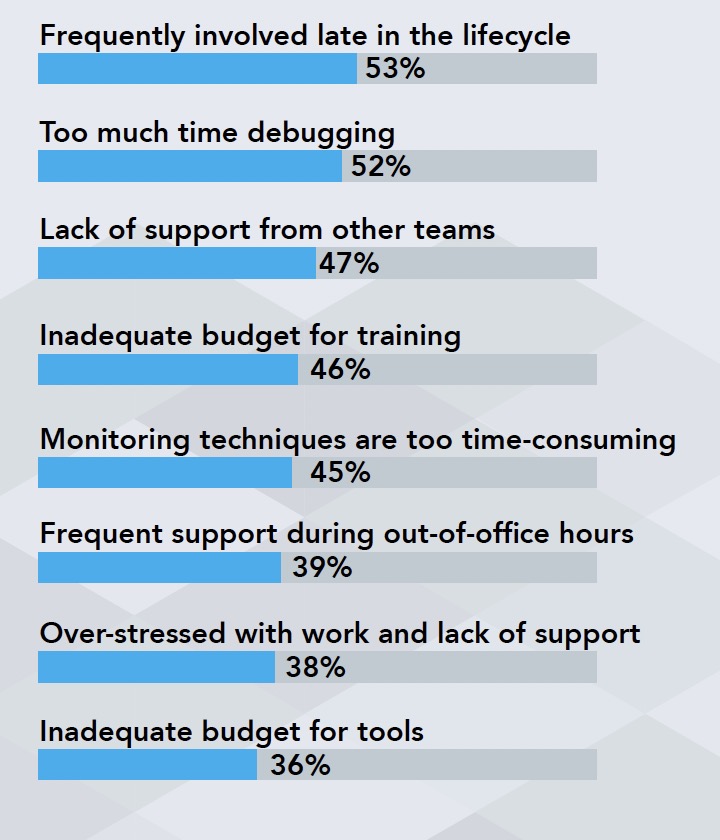 Frequently involved late in the lifecycle
53%
Too much time debugging
52%
Lack of support from other teams
47%
Inadequate budget for training
46%
Monitoring techniques are too time-consuming
45%
Frequent support during out-of-office hours
39%
Over-stressed with work and lack of support
38%
Inadequate budget for tools
36%